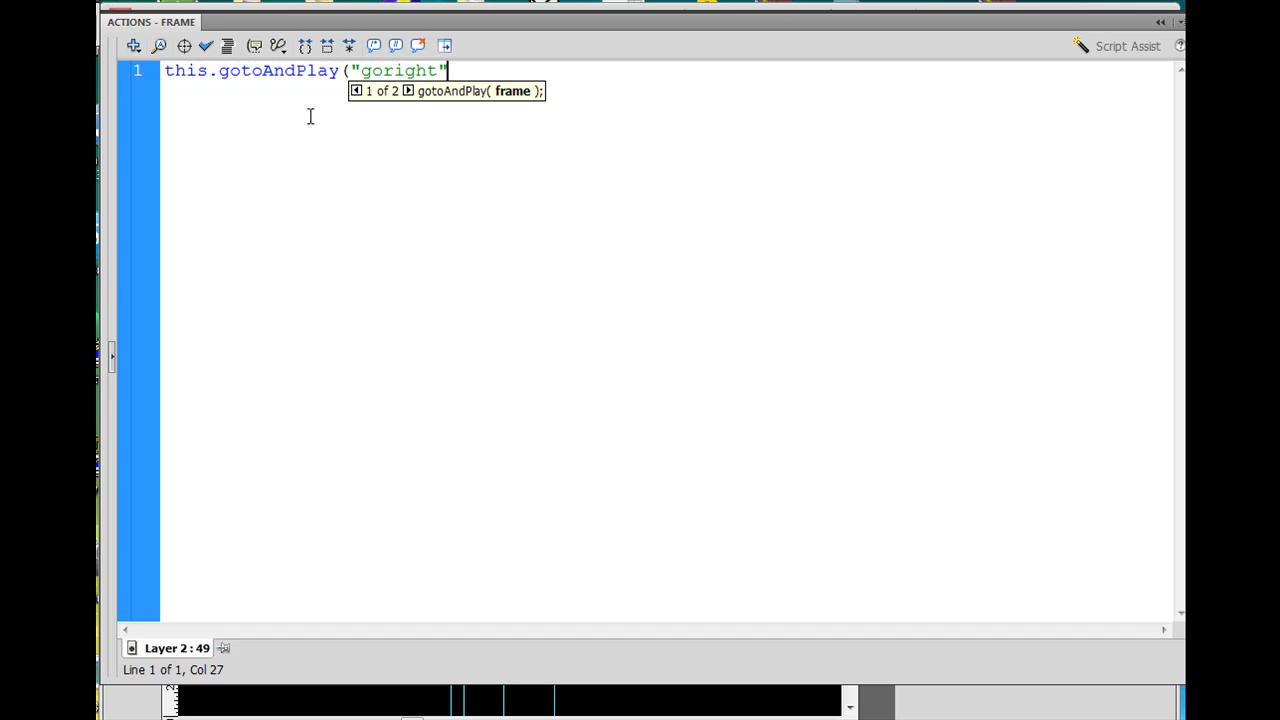 ACTIONS - FRAME
Script Assist
1 this.gotoAndPlay("goright"
1 of 2 gotoAndPlay( frame );
Layer 2 : 49
Line 1 of 1, Col 27